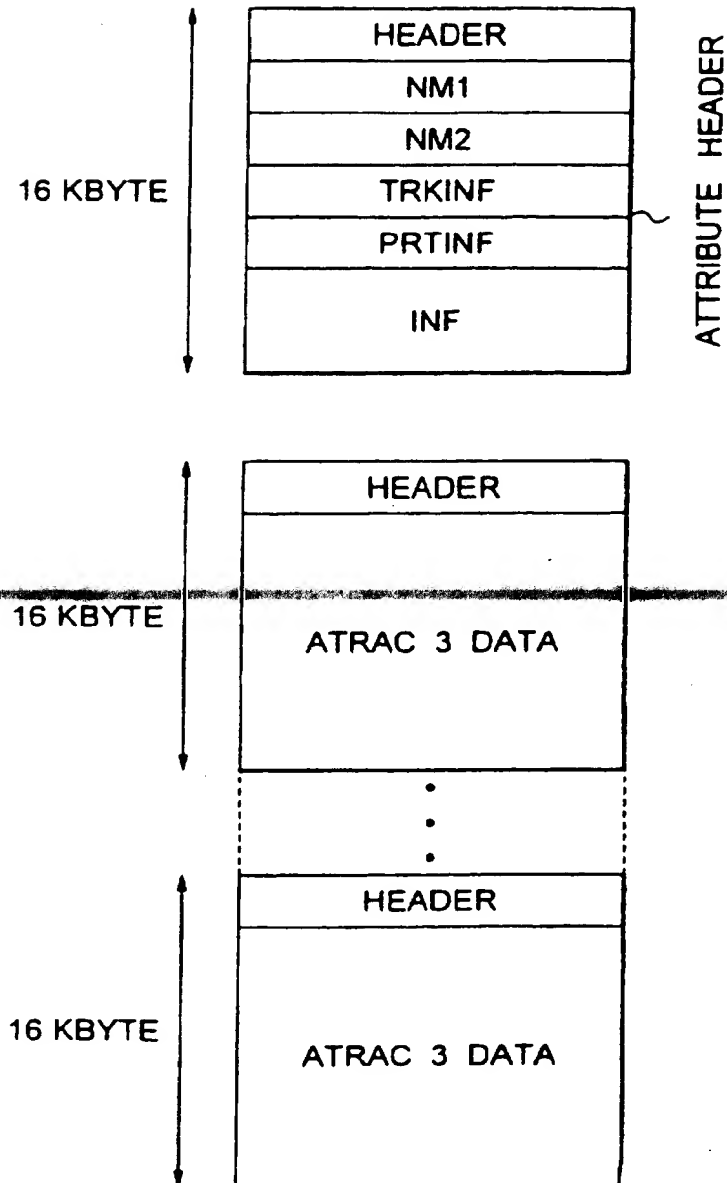 HEADER
NM1
NM2
TRKINF
PRTINF
INF
16 KBYTE
ATTRIBUTE HEADER
HEADER
ATRAC 3 DATA
16 KBYTE
HEADER
ATRAC 3 DATA
16 KBYTE